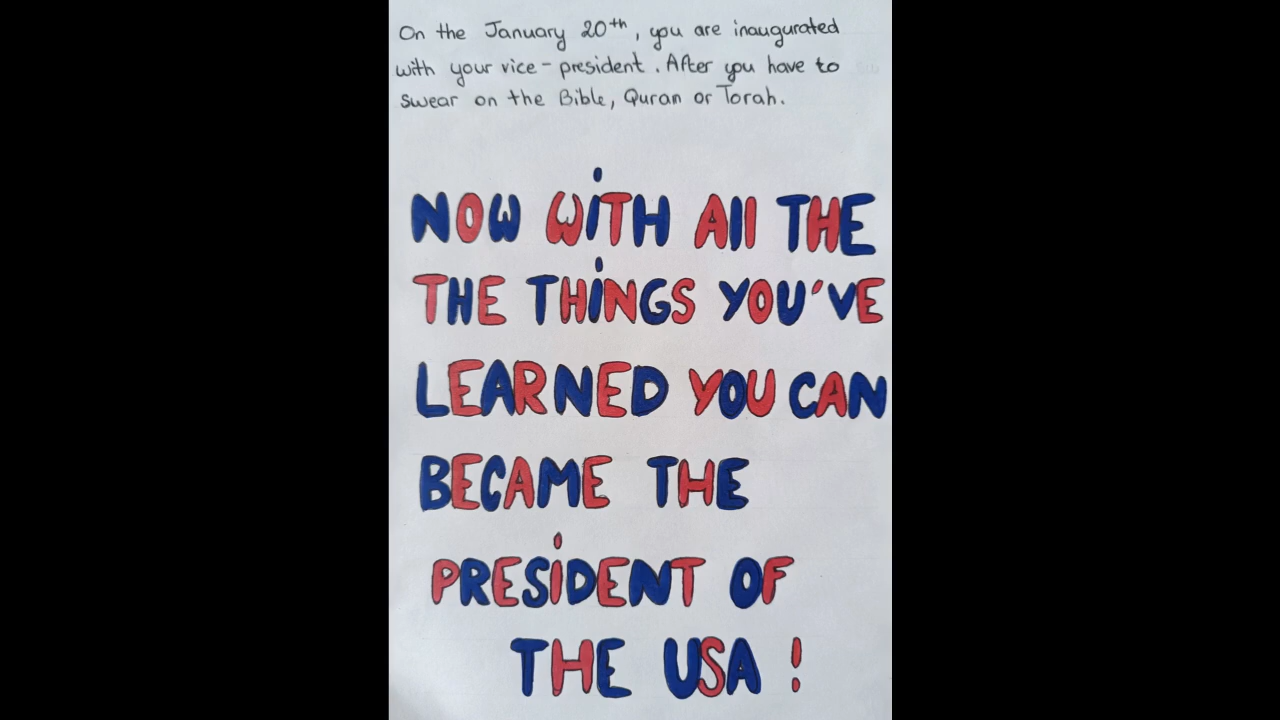 On the January 20th, you are inaugurated
with your vice-president. After you have to
swear on the Bible, Quran or Torah.
NOW WiTH All THE
THE THiNGS YOU'VE
LEARNED YOU CAN
BECAME THE
PRESiDENT OF
THE USA !